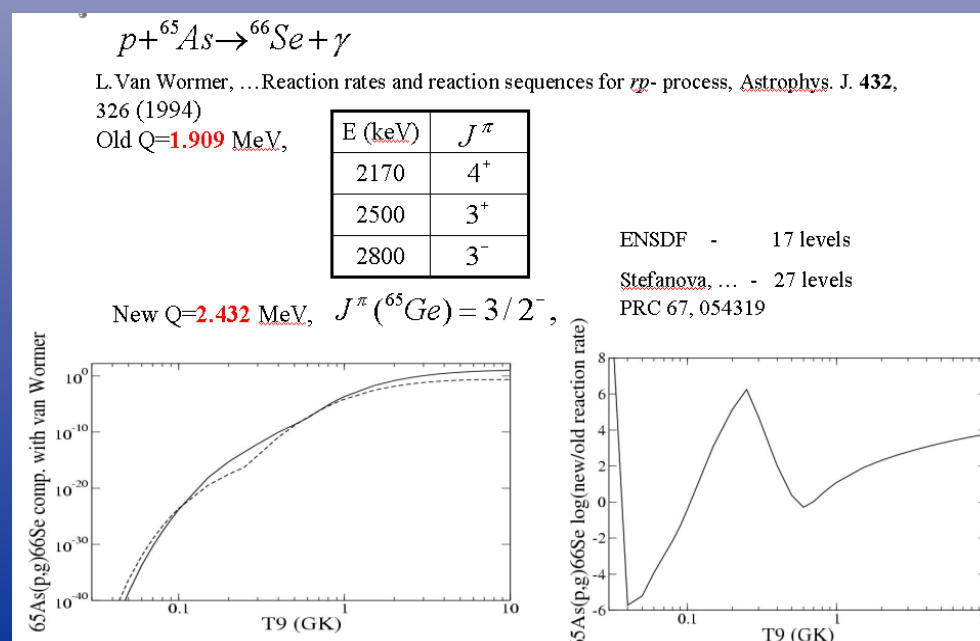 p+⁶⁵As→⁶⁶Se+γ
L.Van Wormer, …Reaction rates and reaction sequences for rp- process, Astrophys. J. 432,
326 (1994)
Old Q=1.909 MeV,
E (keV) J^π
2170 4⁺
2500 3⁺
2800 3⁻
ENSDF - 17 levels
Stefanova, … - 27 levels
PRC 67, 054319
New Q=2.432 MeV, J^π(⁶⁵Ge)=3/2⁻,
65As(p,g)66Se comp. with van Wormer
10⁰
10⁻¹⁰
10⁻²⁰
10⁻³⁰
10⁻⁴⁰
0.1 1 10
T9 (GK)
65As(p,g)66Se log(new/old reaction rate)
8
6
4
2
0
-2
-4
-6
0.1 1
T9 (GK)